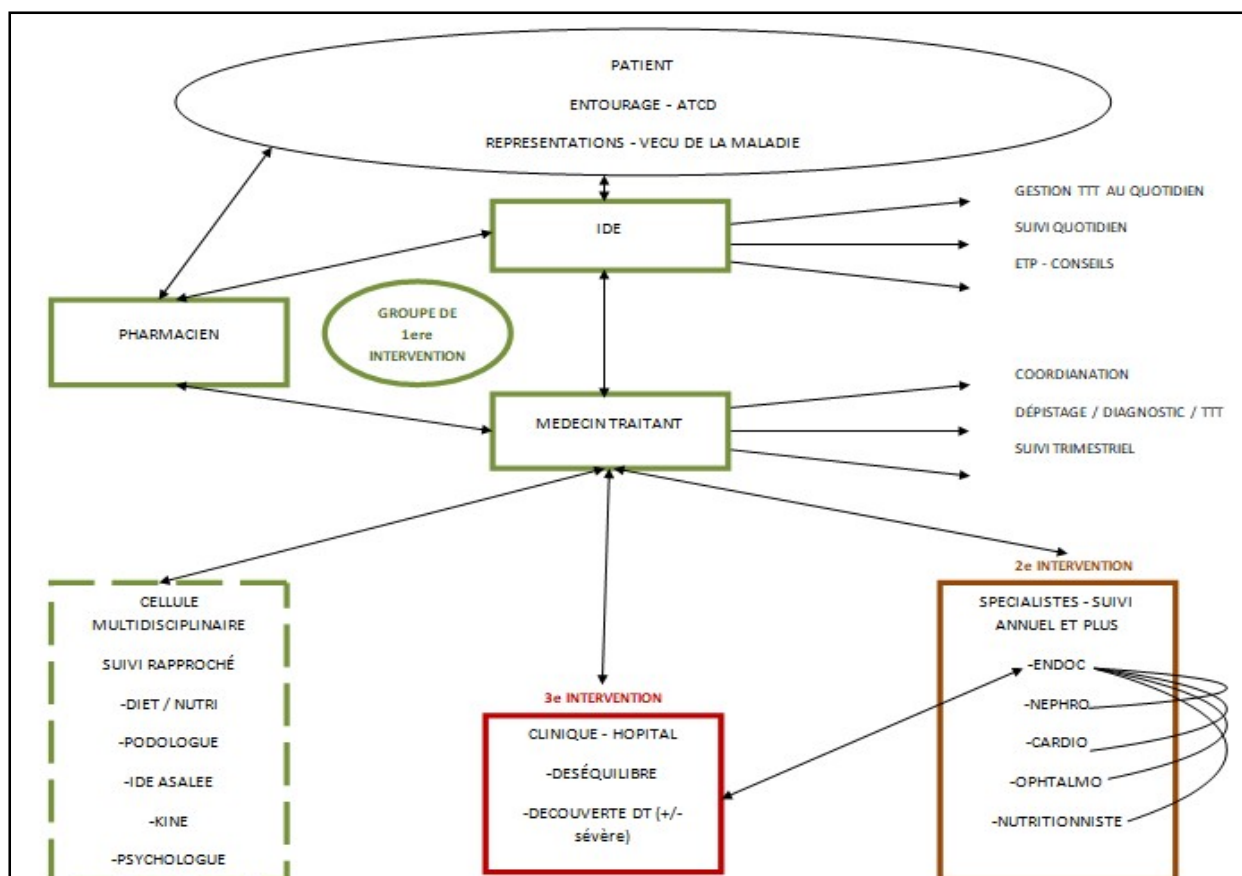 PATIENT
ENTOURAGE - ATCD
REPRESENTATIONS - VECU DE LA MALADIE
IDE
GESTION TTT AU QUOTIDIEN
SUIVI QUOTIDIEN
ETP - CONSEILS
PHARMACIEN
GROUPE DE
1ere
INTERVENTION
MEDECIN TRAITANT
COORDIANATION
DÉPISTAGE / DIAGNOSTIC / TTT
SUIVI TRIMESTRIEL
CELLULE
MULTIDISCIPLINAIRE
SUIVI RAPPROCHÉ
-DIET / NUTRI
-PODOLOGUE
-IDE ASALEE
-KINE
-PSYCHOLOGUE
3e INTERVENTION
CLINIQUE - HOPITAL
-DESÉQUILIBRE
-DECOUVERTE DT (+/-
sévère)
2e INTERVENTION
SPECIALISTES - SUIVI
ANNUEL ET PLUS
-ENDOC
-NEPHRO
-CARDIO
-OPHTALMO
-NUTRITIONNISTE